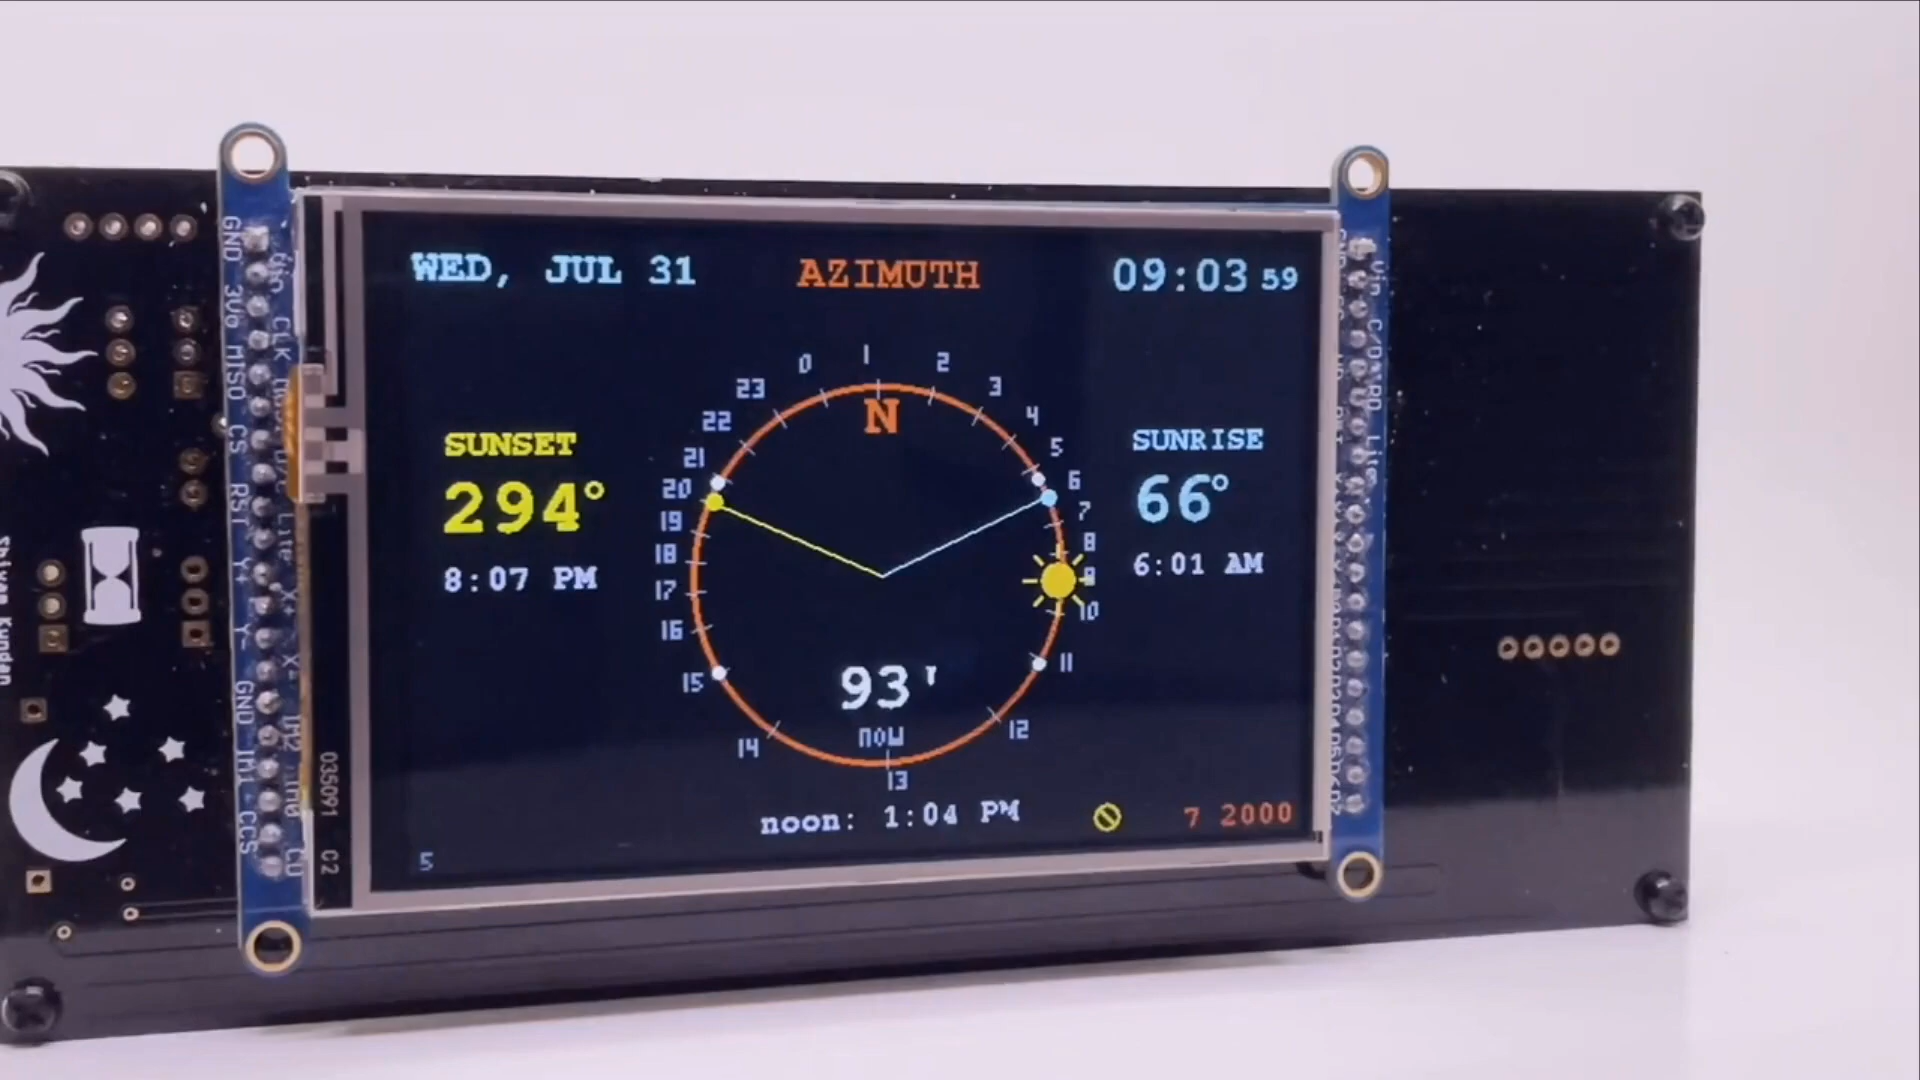 WED, JUL 31
AZIMUTH
09:03 59
0 1 2 3 4 5 6 7 8 9 10 11 12 13 14 15 16 17 18 19 20 21 22 23
N
SUNSET
294°
8:07 PM
SUNRISE
66°
6:01 AM
93
now
noon: 1:04 PM
7 2000
5
GND 3Vo MISO CS RST Y+ Y- GND IM1 CCS
CLK
Lite
X+
IM2
CD
035091 C2
Vin
C/D
RD
Lite